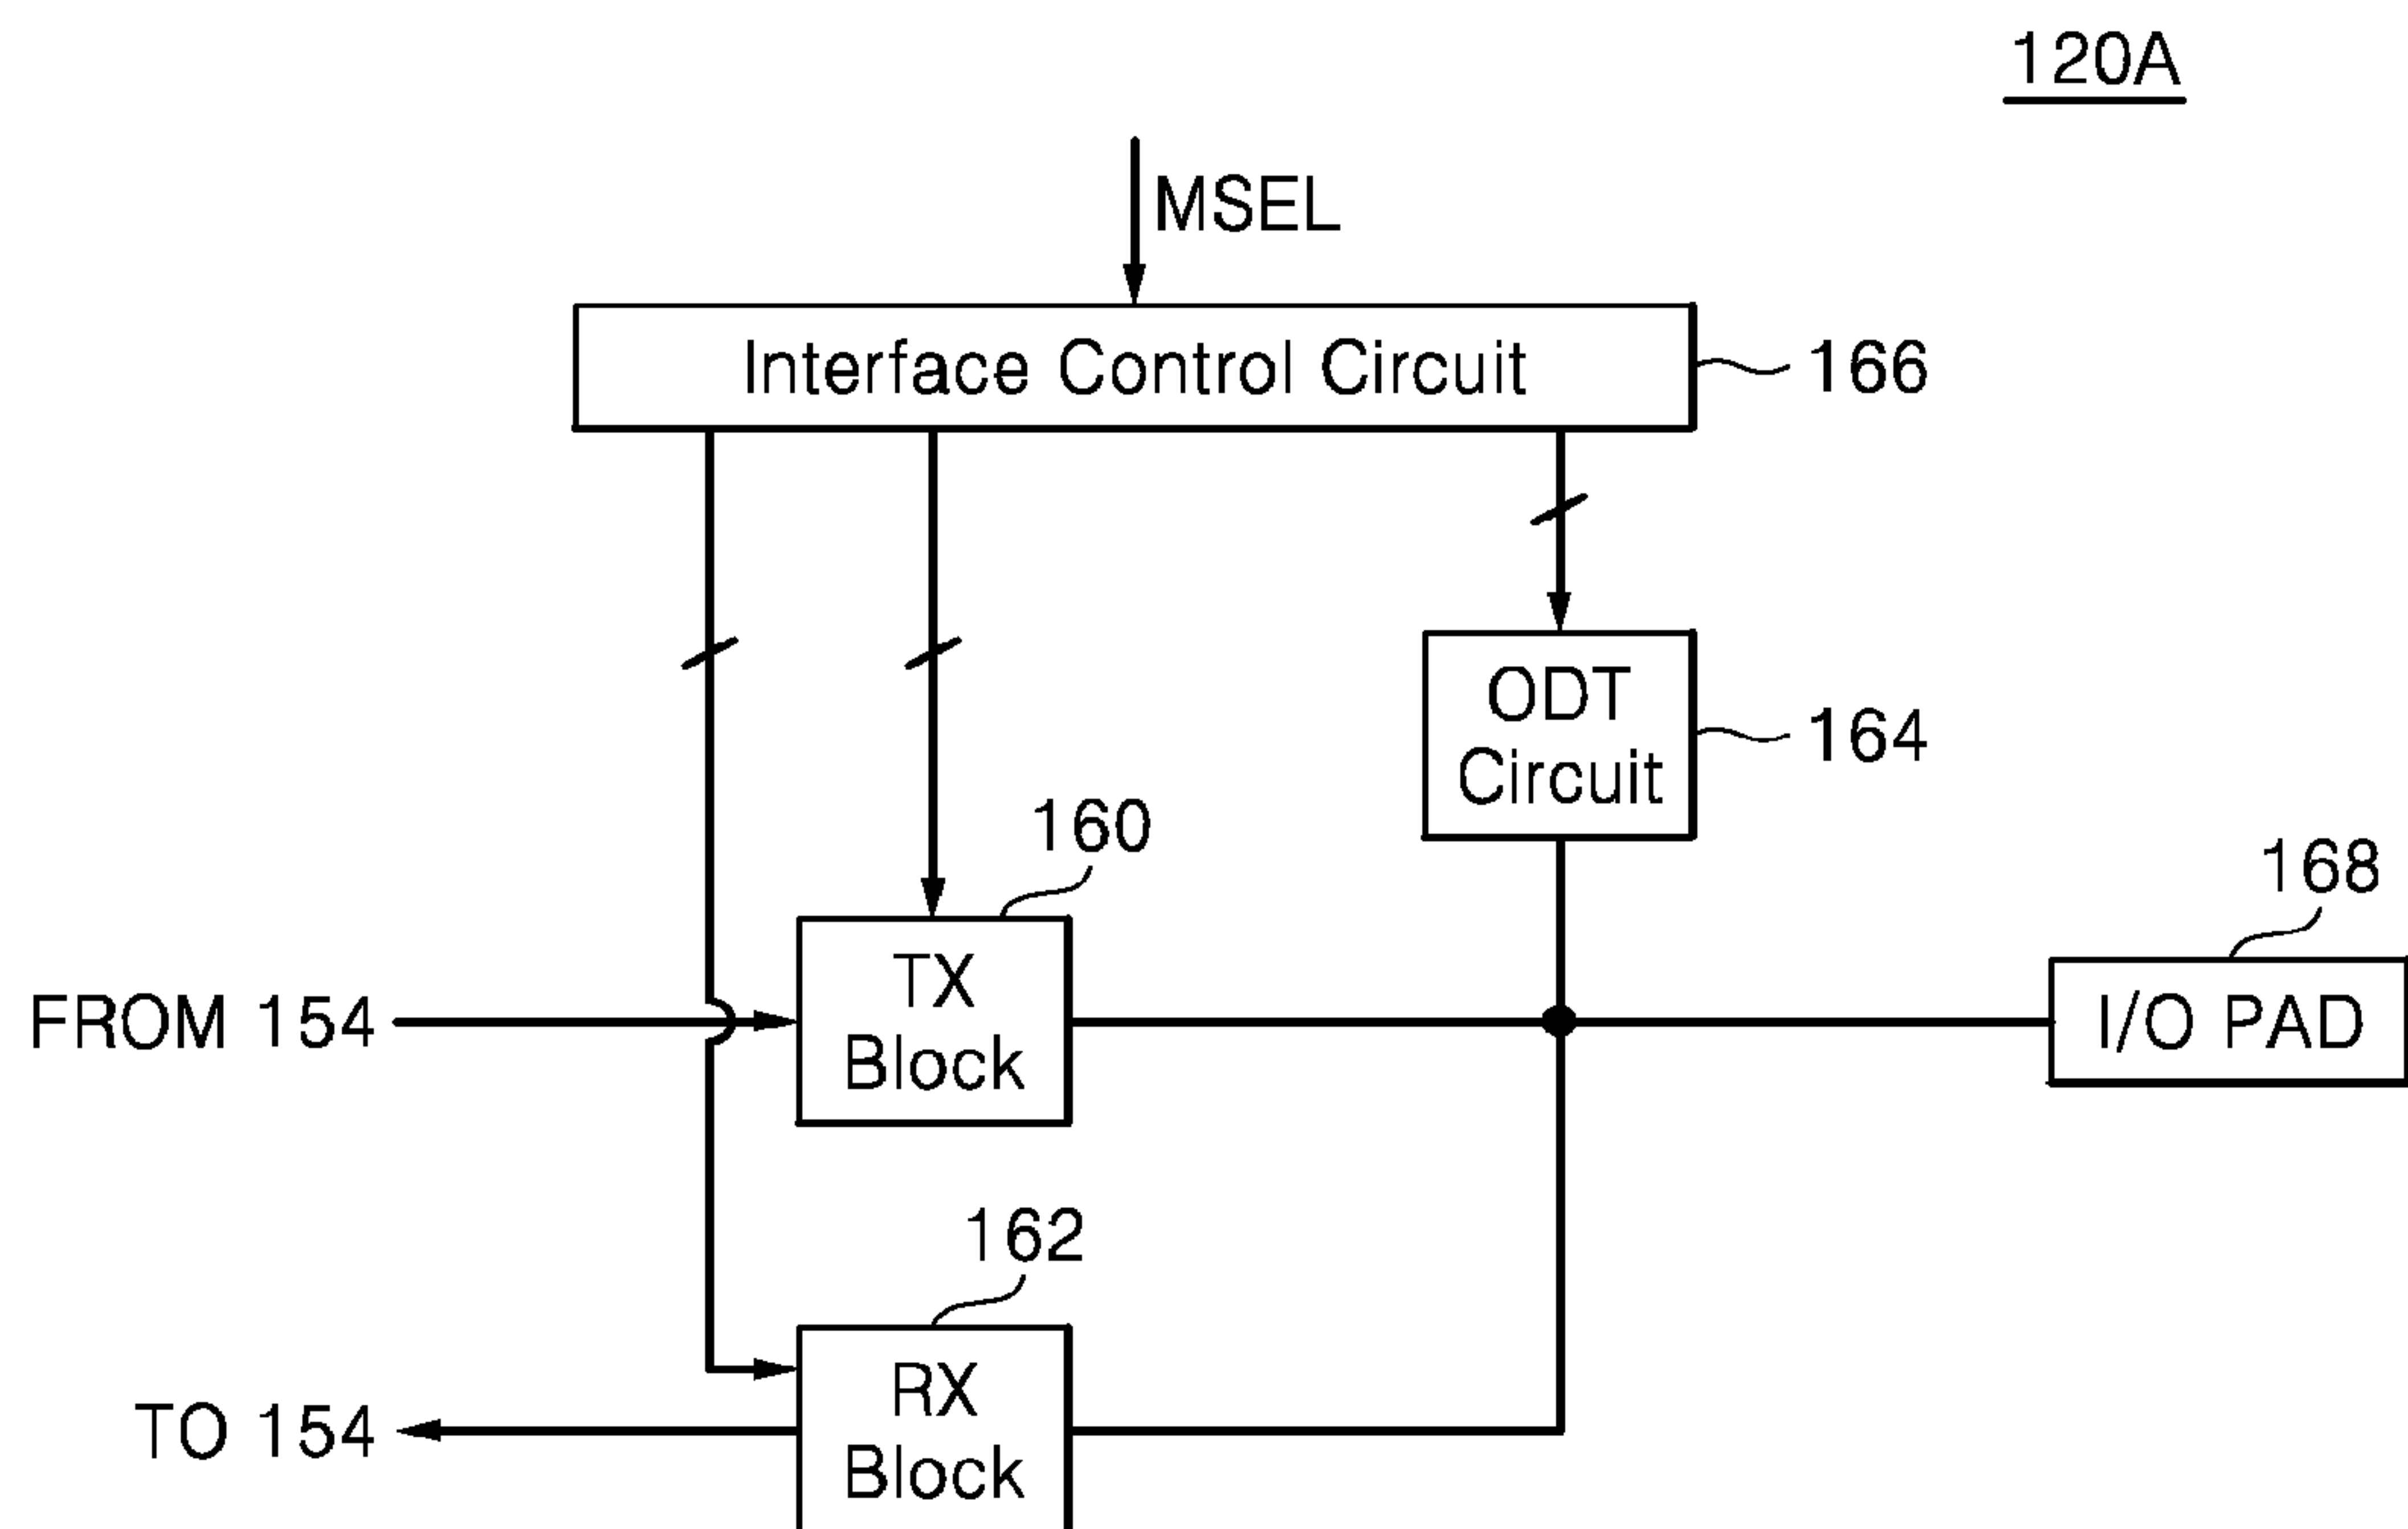 120A
MSEL
Interface Control Circuit
166
ODT
Circuit
164
160
168
TX
Block
FROM 154
I/O PAD
162
RX
Block
TO 154